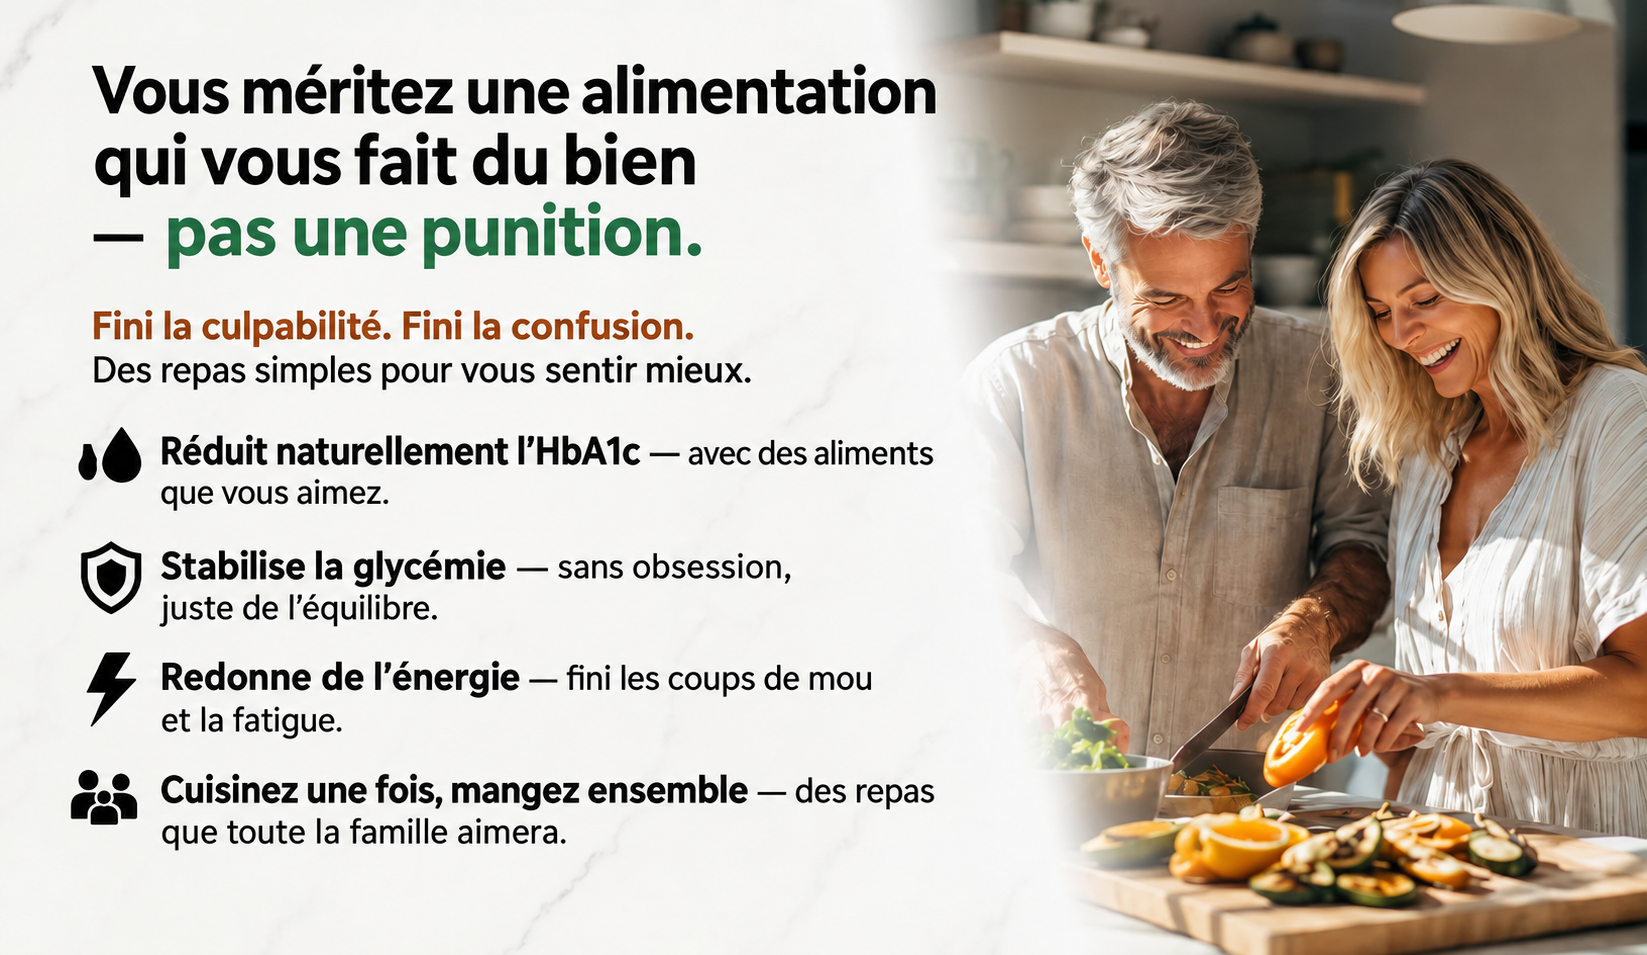 Vous méritez une alimentation
qui vous fait du bien
— pas une punition.
Fini la culpabilité. Fini la confusion.
Des repas simples pour vous sentir mieux.
Réduit naturellement l’HbA1c — avec des aliments
que vous aimez.
Stabilise la glycémie — sans obsession,
juste de l’équilibre.
Redonne de l’énergie — fini les coups de mou
et la fatigue.
Cuisinez une fois, mangez ensemble — des repas
que toute la famille aimera.